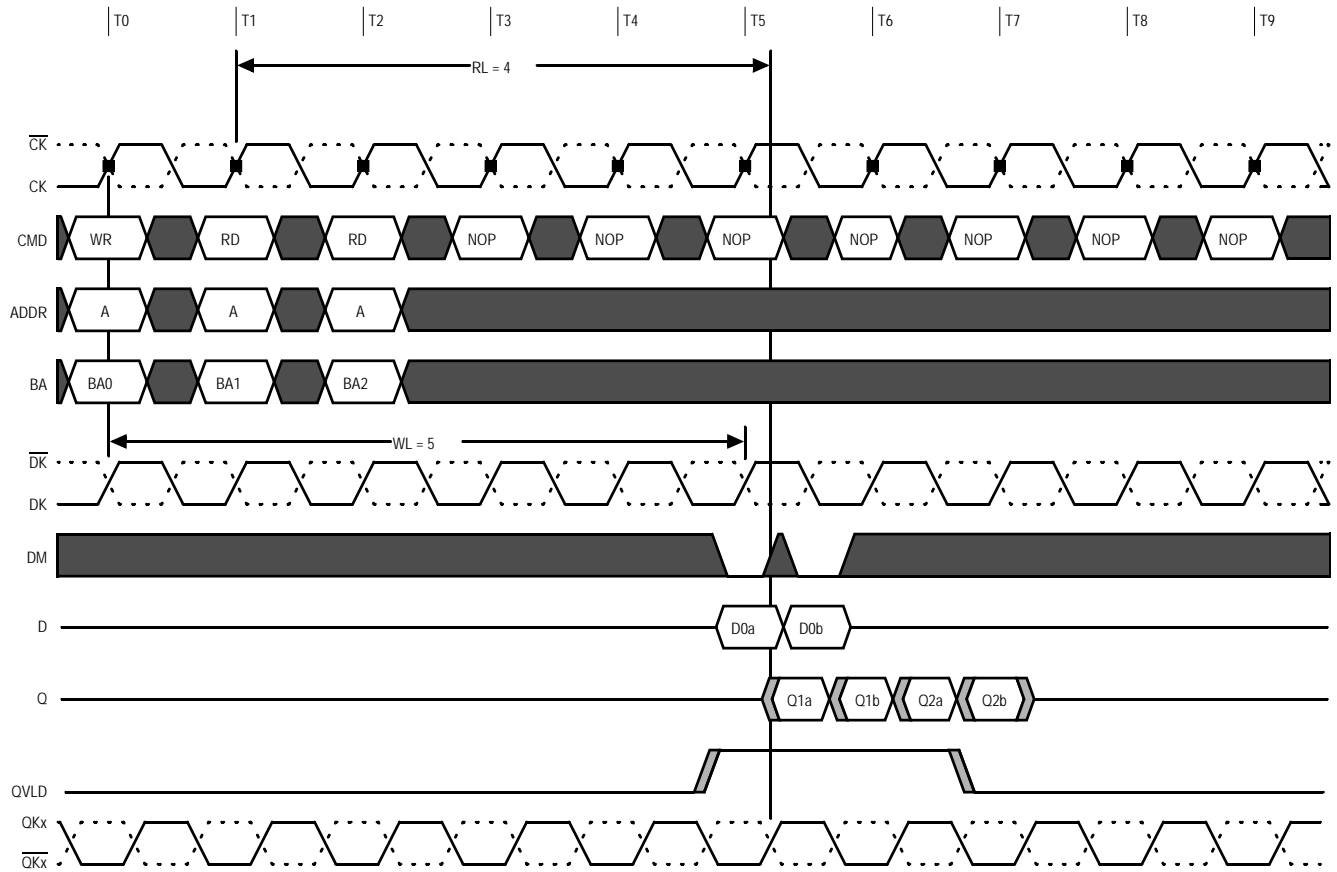 T0 T1 T2 T3 T4 T5 T6 T7 T8 T9
RL = 4
CK
CK
CMD WR RD RD NOP NOP NOP NOP NOP NOP NOP
ADDR A A A
BA BA0 BA1 BA2
WL = 5
DK
DK
DM
D D0a D0b
Q Q1a Q1b Q2a Q2b
QVLD
QKx
QKx